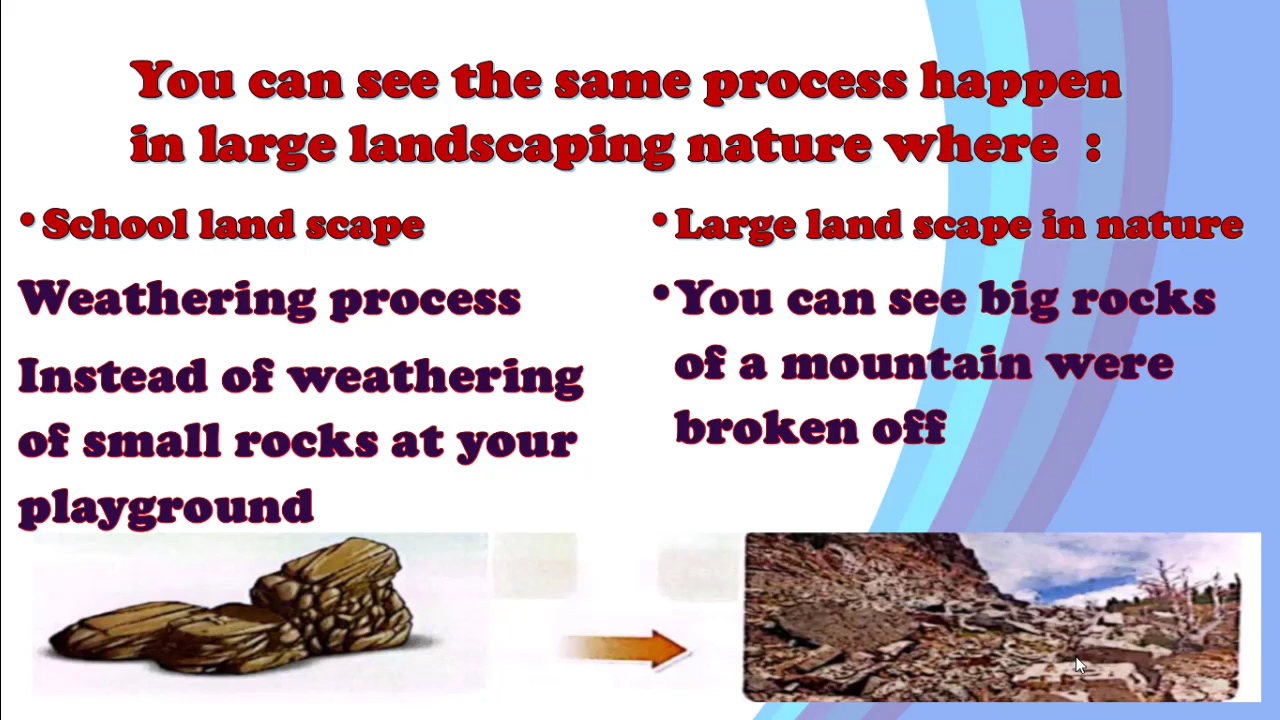 You can see the same process happen
in large landscaping nature where :
•School land scape
Weathering process
Instead of weathering
of small rocks at your
playground
•Large land scape in nature
•You can see big rocks
of a mountain were
broken off